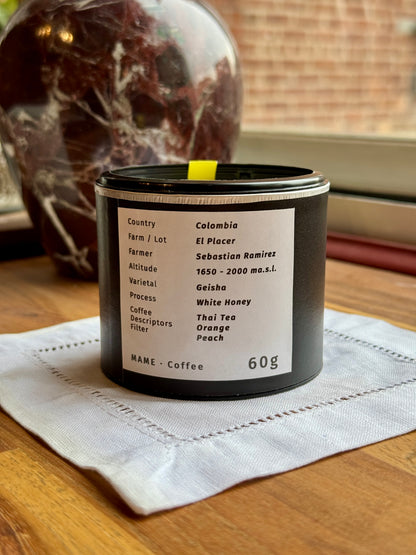 Country Colombia
Farm / Lot El Placer
Farmer Sebastian Ramirez
Altitude 1650 - 2000 ma.s.l.
Varietal Geisha
Process White Honey
Coffee Thai Tea
Descriptors Orange
Filter Peach
MAME · Coffee 60g